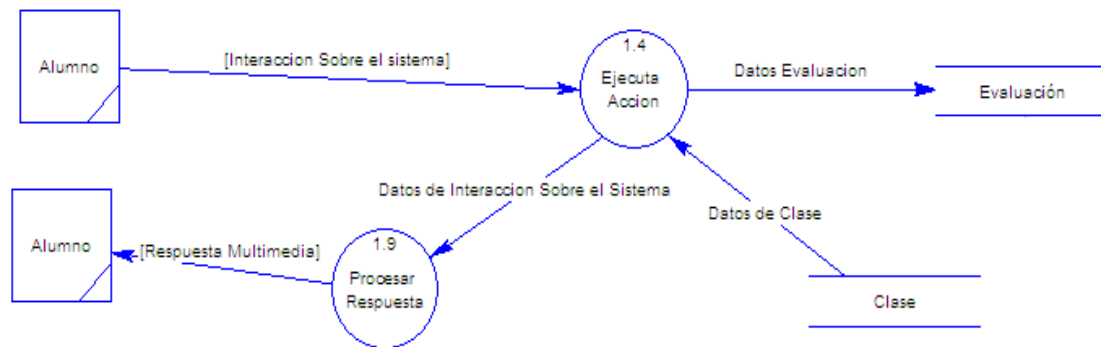 1.4
Alumno
[Interaccion Sobre el sistema]
Ejecuta
Accion
Datos Evaluacion
Evaluación
Datos de Interaccion Sobre el Sistema
Datos de Clase
Alumno
[Respuesta Multimedia]
1.9
Procesar
Respuesta
Clase